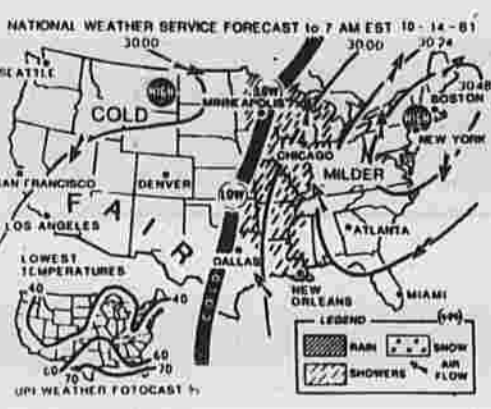 NATIONAL WEATHER SERVICE FORECAST to 7 AM EST 10-14-81
30.00 30.00 30.24
SEATTLE
30.48
HIGH
LOW
MINNEAPOLIS
BOSTON
COLD
HIGH
NEW YORK
CHICAGO
MILDER
SAN FRANCISCO
DENVER
LOW
FAIR
LOS ANGELES
ATLANTA
DALLAS
LOWEST
TEMPERATURES
NEW
ORLEANS
MIAMI
40
40
LEGEND
RAIN
SNOW
SHOWERS
AIR
FLOW
60
60
70
70
UPI WEATHER FOTOCAST